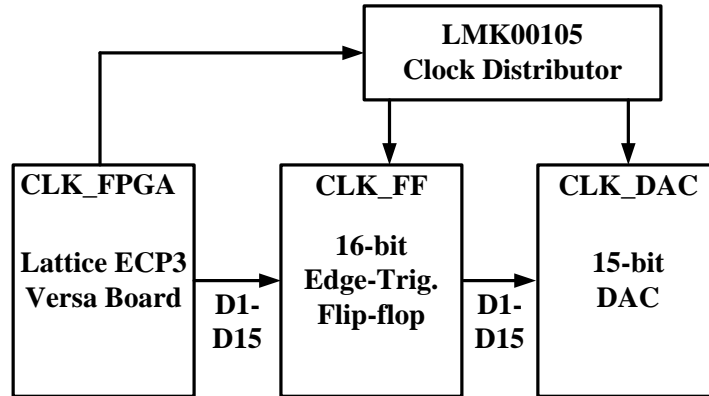 LMK00105
Clock Distributor
CLK_FPGA
Lattice ECP3
Versa Board
D1-
D15
CLK_FF
16-bit
Edge-Trig.
Flip-flop
D1-
D15
CLK_DAC
15-bit
DAC